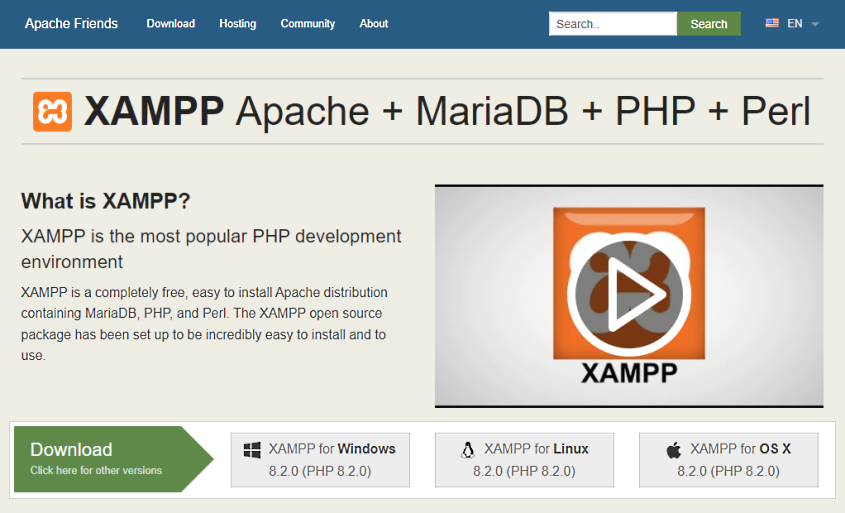 Apache Friends Download Hosting Community About Search.. Search EN
XAMPP Apache + MariaDB + PHP + Perl
What is XAMPP?
XAMPP is the most popular PHP development
environment
XAMPP is a completely free, easy to install Apache distribution
containing MariaDB, PHP, and Perl. The XAMPP open source
package has been set up to be incredibly easy to install and to
use.
XAMPP
Download
Click here for other versions
XAMPP for Windows
8.2.0 (PHP 8.2.0)
XAMPP for Linux
8.2.0 (PHP 8.2.0)
XAMPP for OS X
8.2.0 (PHP 8.2.0)